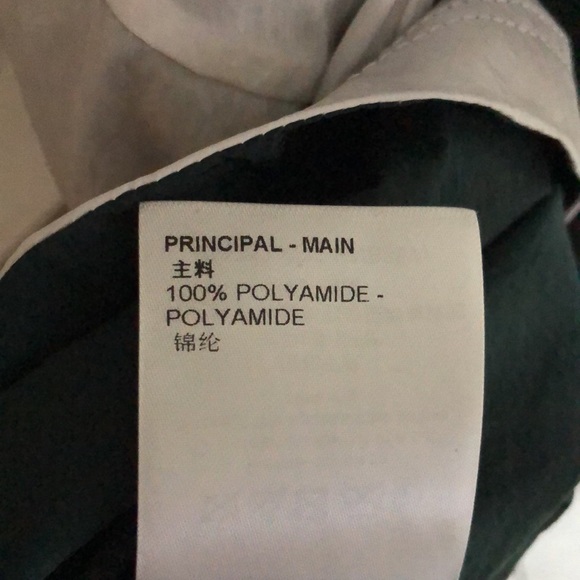 PRINCIPAL - MAIN
主料
100% POLYAMIDE -
POLYAMIDE
锦纶